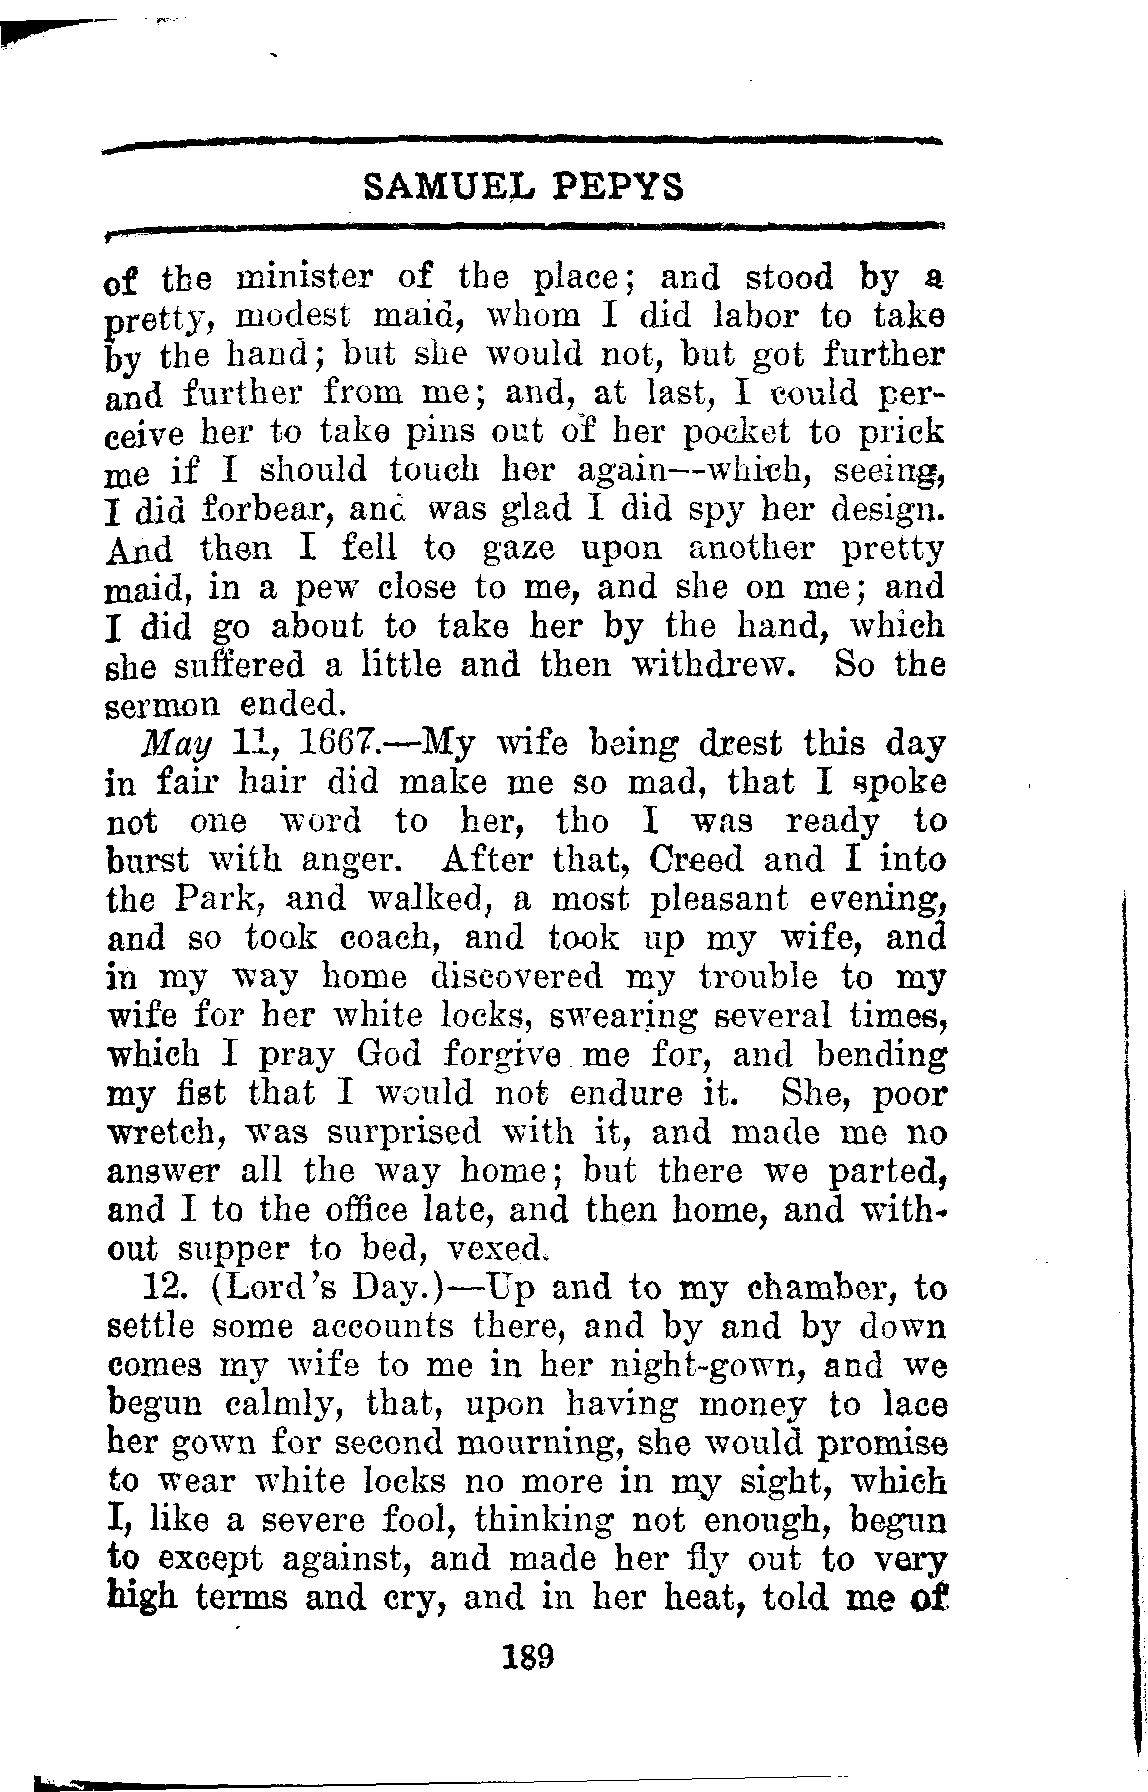 SAMUEL PEPYS
of the minister of the place; and stood by a
pretty, modest maid, whom I did labor to take
by the hand; but she would not, but got further
and further from me; and, at last, I could per-
ceive her to take pins out of her pocket to prick
me if I should touch her again--which, seeing,
I did forbear, and was glad I did spy her design.
And then I fell to gaze upon another pretty
maid, in a pew close to me, and she on me; and
I did go about to take her by the hand, which
she suffered a little and then withdrew. So the
sermon ended.
May 11, 1667.—My wife being drest this day
in fair hair did make me so mad, that I spoke
not one word to her, tho I was ready to
burst with anger. After that, Creed and I into
the Park, and walked, a most pleasant evening,
and so took coach, and took up my wife, and
in my way home discovered my trouble to my
wife for her white locks, swearing several times,
which I pray God forgive me for, and bending
my fist that I would not endure it. She, poor
wretch, was surprised with it, and made me no
answer all the way home; but there we parted,
and I to the office late, and then home, and with-
out supper to bed, vexed.
12. (Lord's Day.)—Up and to my chamber, to
settle some accounts there, and by and by down
comes my wife to me in her night-gown, and we
begun calmly, that, upon having money to lace
her gown for second mourning, she would promise
to wear white locks no more in my sight, which
I, like a severe fool, thinking not enough, begun
to except against, and made her fly out to very
high terms and cry, and in her heat, told me of
189